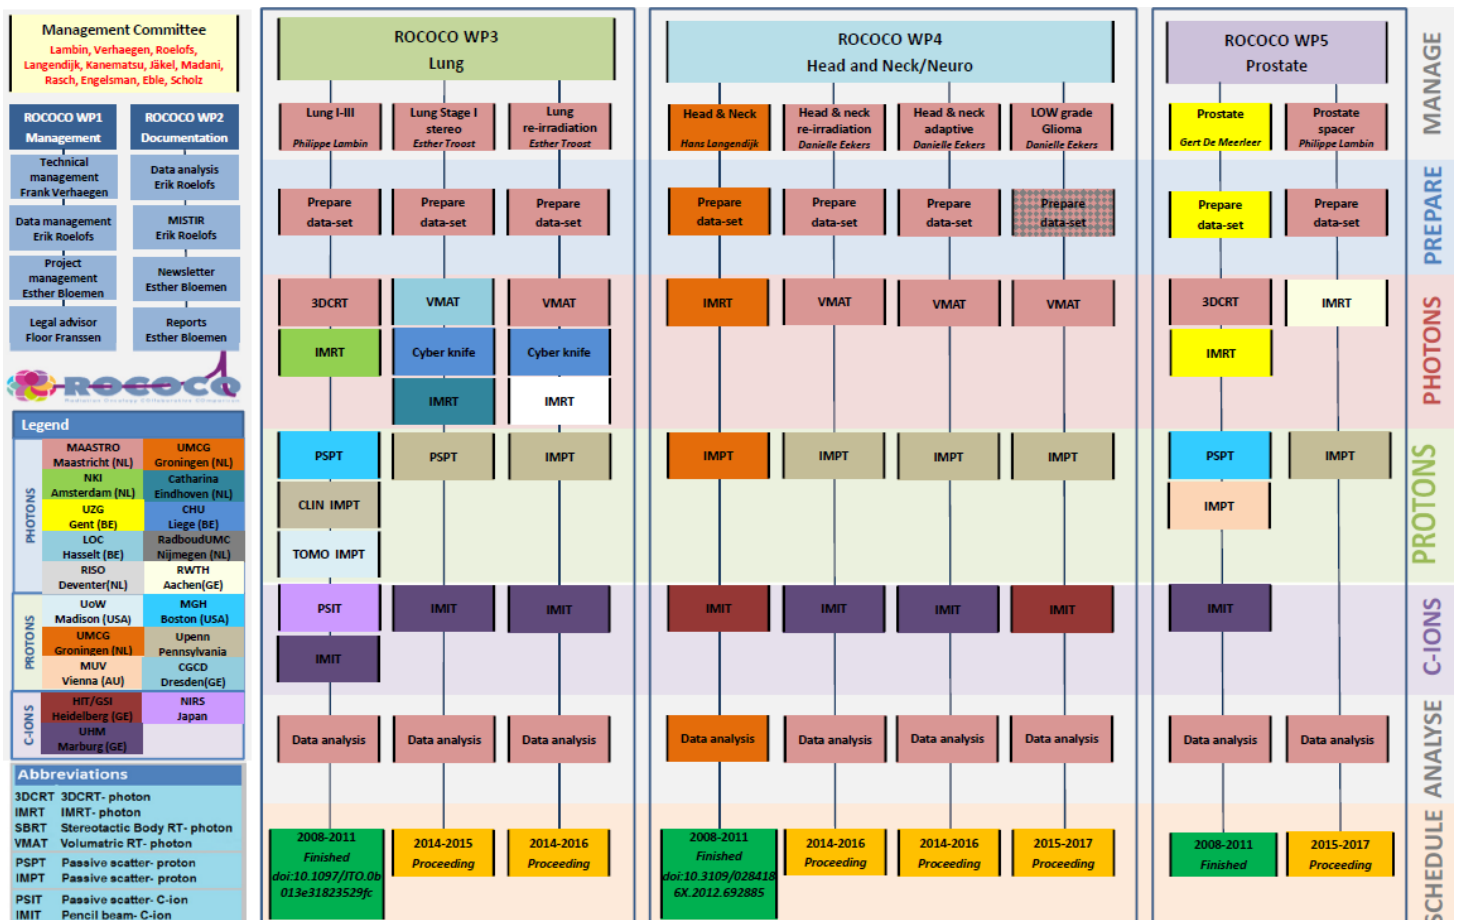 Management Committee
Lambin, Verhaegen, Roelofs,
Langendijk, Kanematsu, Jäkel, Madani,
Rasch, Engelsman, Eble, Scholz
ROCOCO WP1
Management
ROCOCO WP2
Documentation
Technical
management
Frank Verhaegen
Data analysis
Erik Roelofs
Data management
Erik Roelofs
MISTIR
Erik Roelofs
Project
management
Esther Bloemen
Newsletter
Esther Bloemen
Legal advisor
Floor Franssen
Reports
Esther Bloemen
ROCOCO
Legend
PHOTONS
MAASTRO
Maastricht (NL)
UMCG
Groningen (NL)
NKI
Amsterdam (NL)
Catharina
Eindhoven (NL)
UZG
Gent (BE)
CHU
Liege (BE)
LOC
Hasselt (BE)
RadboudUMC
Nijmegen (NL)
RISO
Deventer(NL)
RWTH
Aachen(GE)
PROTONS
UoW
Madison (USA)
MGH
Boston (USA)
UMCG
Groningen (NL)
Upenn
Pennsylvania
MUV
Vienna (AU)
CGCD
Dresden(GE)
C-IONS
HIT/GSI
Heidelberg (GE)
NIRS
Japan
UHM
Marburg (GE)
Abbreviations
3DCRT 3DCRT- photon
IMRT IMRT- photon
SBRT Stereotactic Body RT- photon
VMAT Volumatric RT- photon
PSPT Passive scatter- proton
IMPT Passive scatter- proton
PSIT Passive scatter- C-ion
IMIT Pencil beam- C-ion
ROCOCO WP3
Lung
ROCOCO WP4
Head and Neck/Neuro
ROCOCO WP5
Prostate
MANAGE
Lung I-III
Philippe Lambin
Lung Stage I
stereo
Esther Troost
Lung
re-irradiation
Esther Troost
Head & Neck
Hans Langendijk
Head & neck
re-irradiation
Danielle Eekers
Head & neck
adaptive
Danielle Eekers
LOW grade
Glioma
Danielle Eekers
Prostate
Gert De Meerleer
Prostate
spacer
Philippe Lambin
PREPARE
Prepare
data-set
Prepare
data-set
Prepare
data-set
Prepare
data-set
Prepare
data-set
Prepare
data-set
Prepare
data-set
Prepare
data-set
Prepare
data-set
PHOTONS
3DCRT
VMAT
VMAT
IMRT
VMAT
VMAT
VMAT
3DCRT
IMRT
IMRT
Cyber knife
Cyber knife
IMRT
IMRT
IMRT
PROTONS
PSPT
PSPT
IMPT
IMPT
IMPT
IMPT
IMPT
PSPT
IMPT
CLIN IMPT
IMPT
TOMO IMPT
C-IONS
PSIT
IMIT
IMIT
IMIT
IMIT
IMIT
IMIT
IMIT
IMIT
ANALYSE
Data analysis
Data analysis
Data analysis
Data analysis
Data analysis
Data analysis
Data analysis
Data analysis
Data analysis
SCHEDULE
2008-2011
Finished
doi:10.1097/JTO.0b
013e31823529fc
2014-2015
Proceeding
2014-2016
Proceeding
2008-2011
Finished
doi:10.3109/028418
6X.2012.692885
2014-2016
Proceeding
2014-2016
Proceeding
2015-2017
Proceeding
2008-2011
Finished
2015-2017
Proceeding